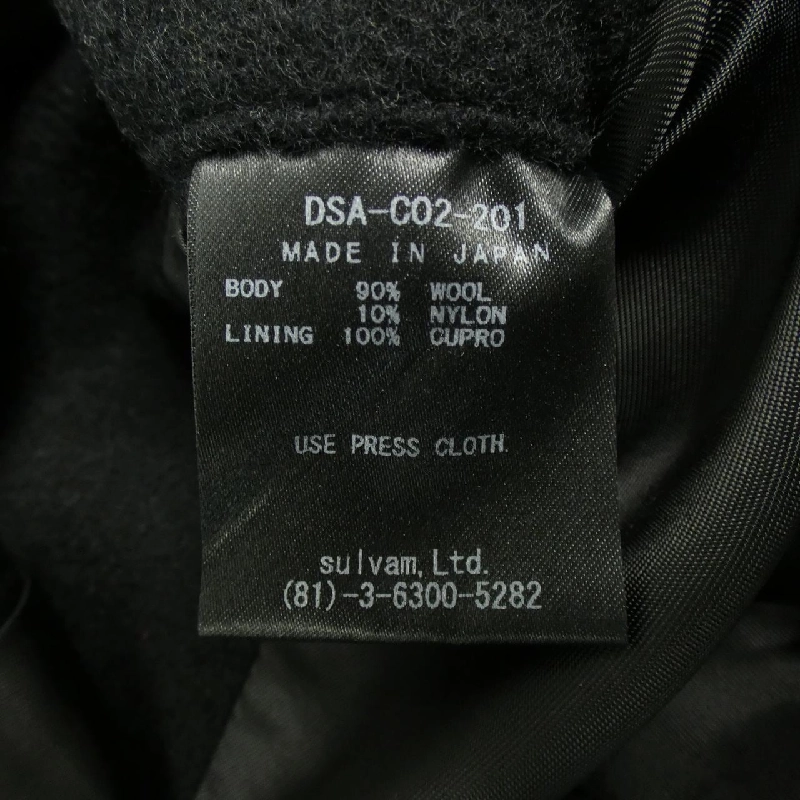 DSA-C02-201
MADE IN JAPAN
BODY 90% WOOL
10% NYLON
LINING 100% CUPRO
USE PRESS CLOTH.
sulvam, Ltd.
(81)-3-6300-5282